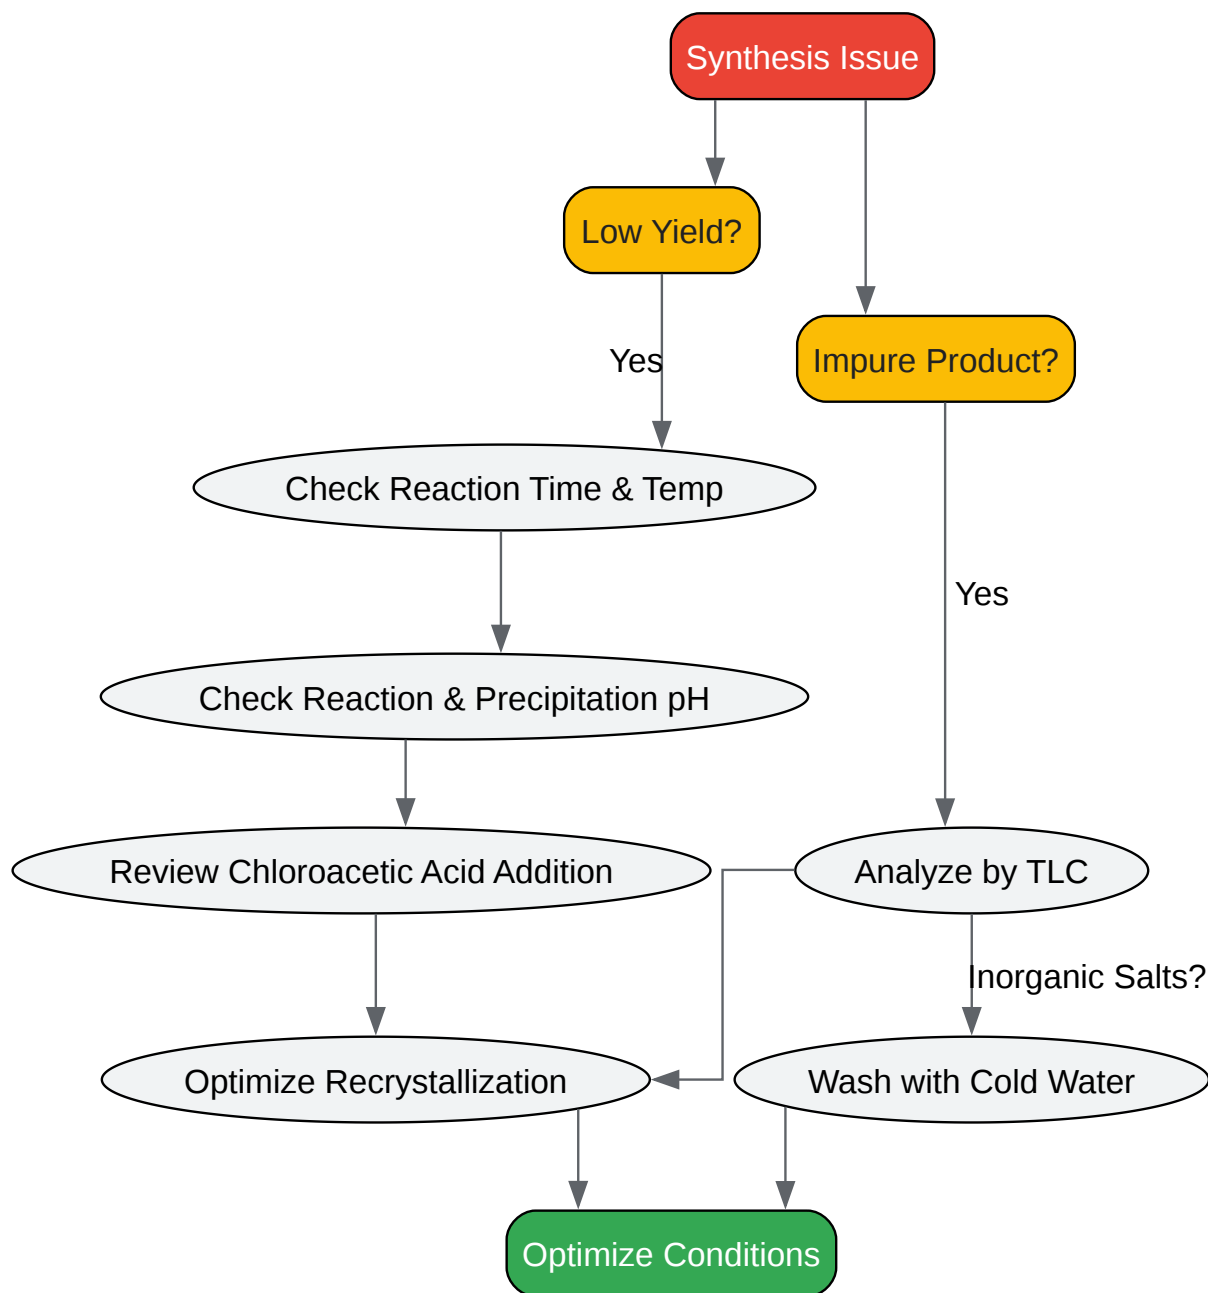 Synthesis Issue
Low Yield?
Yes
Impure Product?
Check Reaction Time & Temp
Yes
Check Reaction & Precipitation pH
Review Chloroacetic Acid Addition
Analyze by TLC
Inorganic Salts?
Optimize Recrystallization
Wash with Cold Water
Optimize Conditions